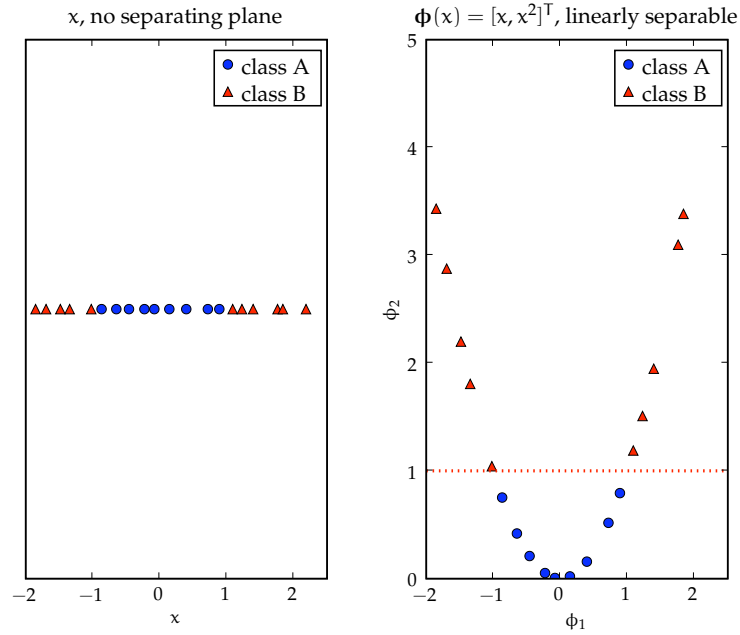 x, no separating plane
class A
class B
−2 −1 0 1 2
x
ϕ(x) = [x, x²]ᵀ, linearly separable
class A
class B
5
4
3
2
1
0
ϕ₂
−2 −1 0 1 2
ϕ₁